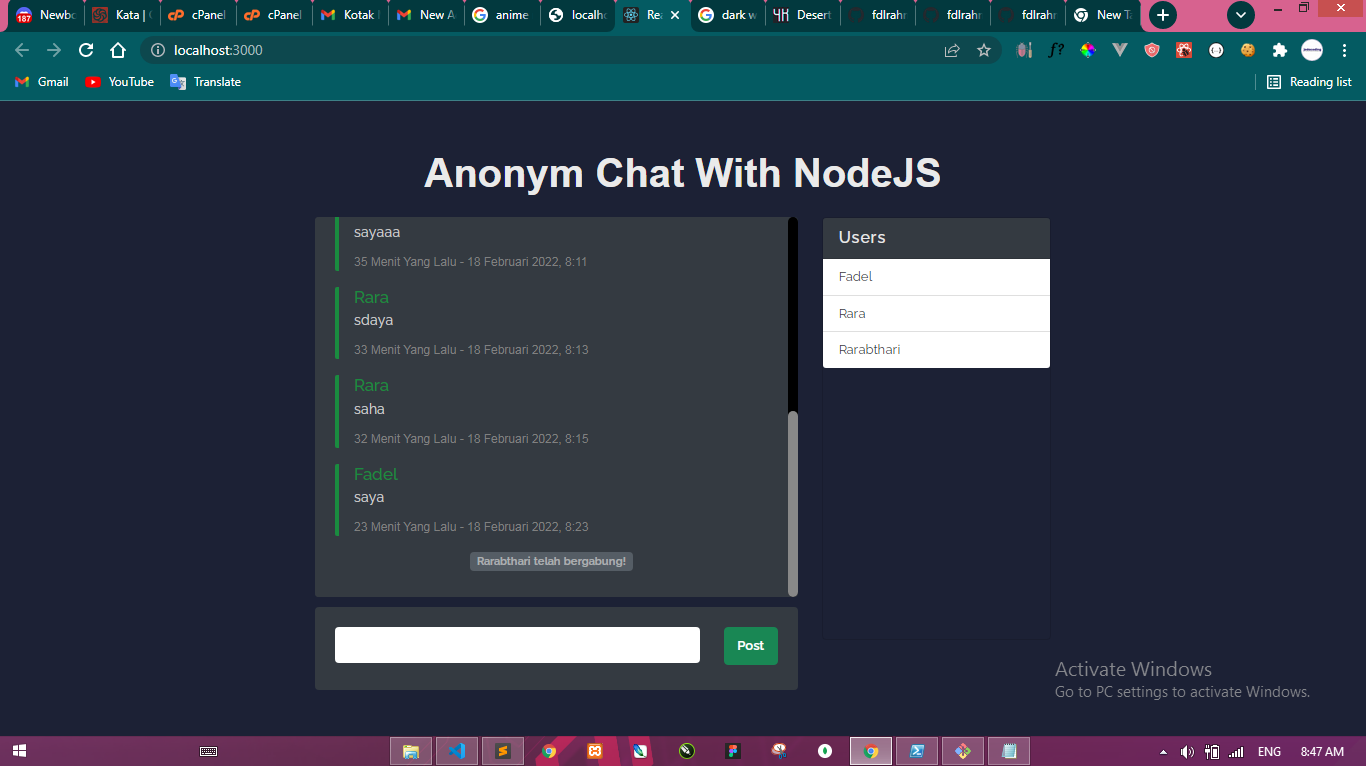 Newbo
Kata | (
cPanel
cPanel
Kotak
New A
anime
localho
Rea
dark w
Desert
fdlrahr
fdlrahr
fdlrahr
New Ta
localhost:3000
f?
Gmail
YouTube
Translate
Reading list
Anonym Chat With NodeJS
sayaaa
35 Menit Yang Lalu - 18 Februari 2022, 8:11
Rara
sdaya
33 Menit Yang Lalu - 18 Februari 2022, 8:13
Rara
saha
32 Menit Yang Lalu - 18 Februari 2022, 8:15
Fadel
saya
23 Menit Yang Lalu - 18 Februari 2022, 8:23
Rarabthari telah bergabung!
Post
Users
Fadel
Rara
Rarabthari
Activate Windows
Go to PC settings to activate Windows.
ENG
8:47 AM